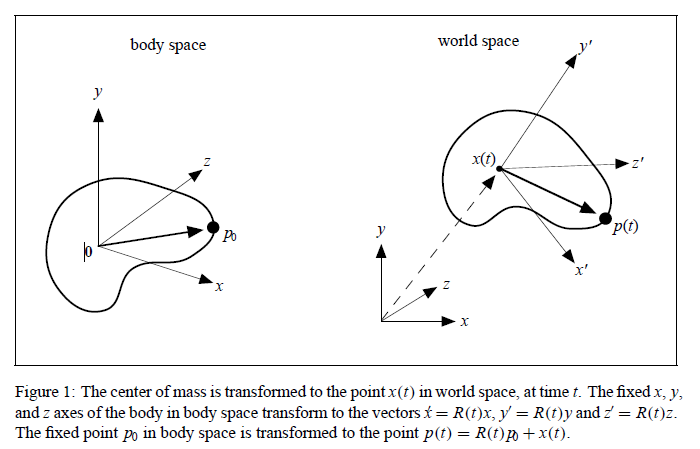 body space
world space
y
z
0
p₀
x
y′
x(t)
z′
p(t)
x′
y
z
x
Figure 1: The center of mass is transformed to the point x(t) in world space, at time t. The fixed x, y,
and z axes of the body in body space transform to the vectors x′ = R(t)x, y′ = R(t)y and z′ = R(t)z.
The fixed point p₀ in body space is transformed to the point p(t) = R(t)p₀ + x(t).